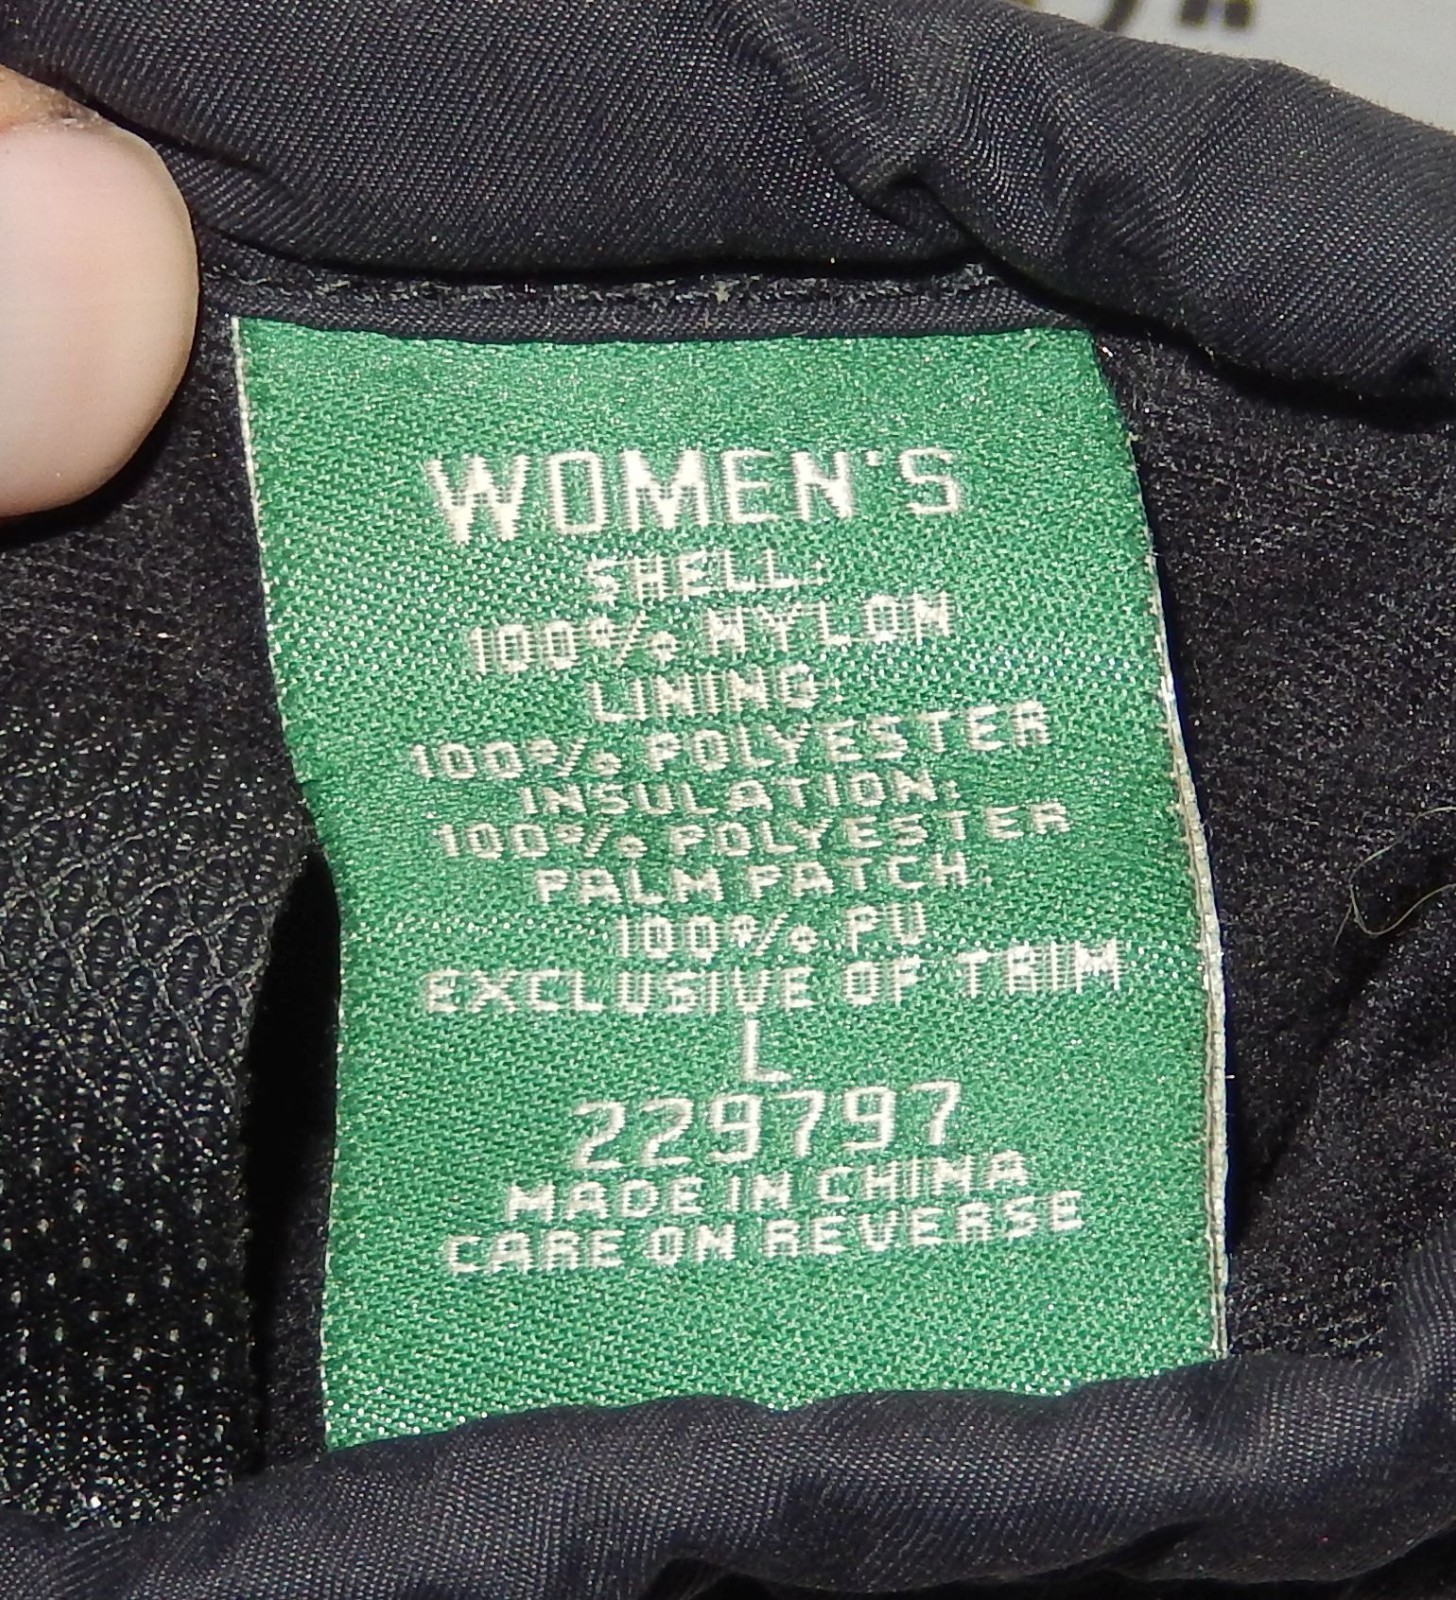 WOMEN'S
SHELL:
100% NYLON
LINING:
100% POLYESTER
INSULATION:
100% POLYESTER
PALM PATCH:
100% PU
EXCLUSIVE OF TRIM
L
229797
MADE IN CHINA
CARE ON REVERSE